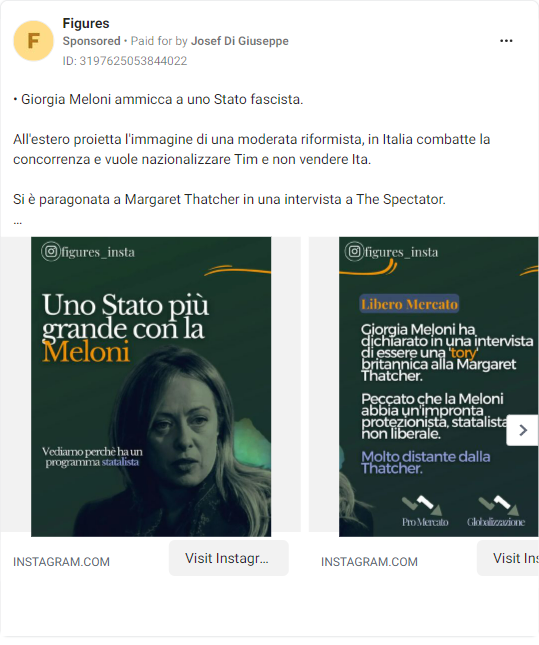 Figures
Sponsored • Paid for by Josef Di Giuseppe
ID: 3197625053844022
F
• Giorgia Meloni ammicca a uno Stato fascista.
All'estero proietta l'immagine di una moderata riformista, in Italia combatte la
concorrenza e vuole nazionalizzare Tim e non vendere Ita.
Si è paragonata a Margaret Thatcher in una intervista a The Spectator.
...
figures_insta
Uno Stato più
grande con la
Meloni
Vediamo perchè ha un
programma statalista
INSTAGRAM.COM
Visit Instagr...
figures_insta
Libero Mercato
Giorgia Meloni ha
dichiarato in una intervista
di essere una 'tory'
britannica alla Margaret
Thatcher.
Peccato che la Meloni
abbia un'impronta
protezionista, statalista
non liberale.
Molto distante dalla
Thatcher.
Pro Mercato
Globalizzazione
INSTAGRAM.COM
Visit Ins